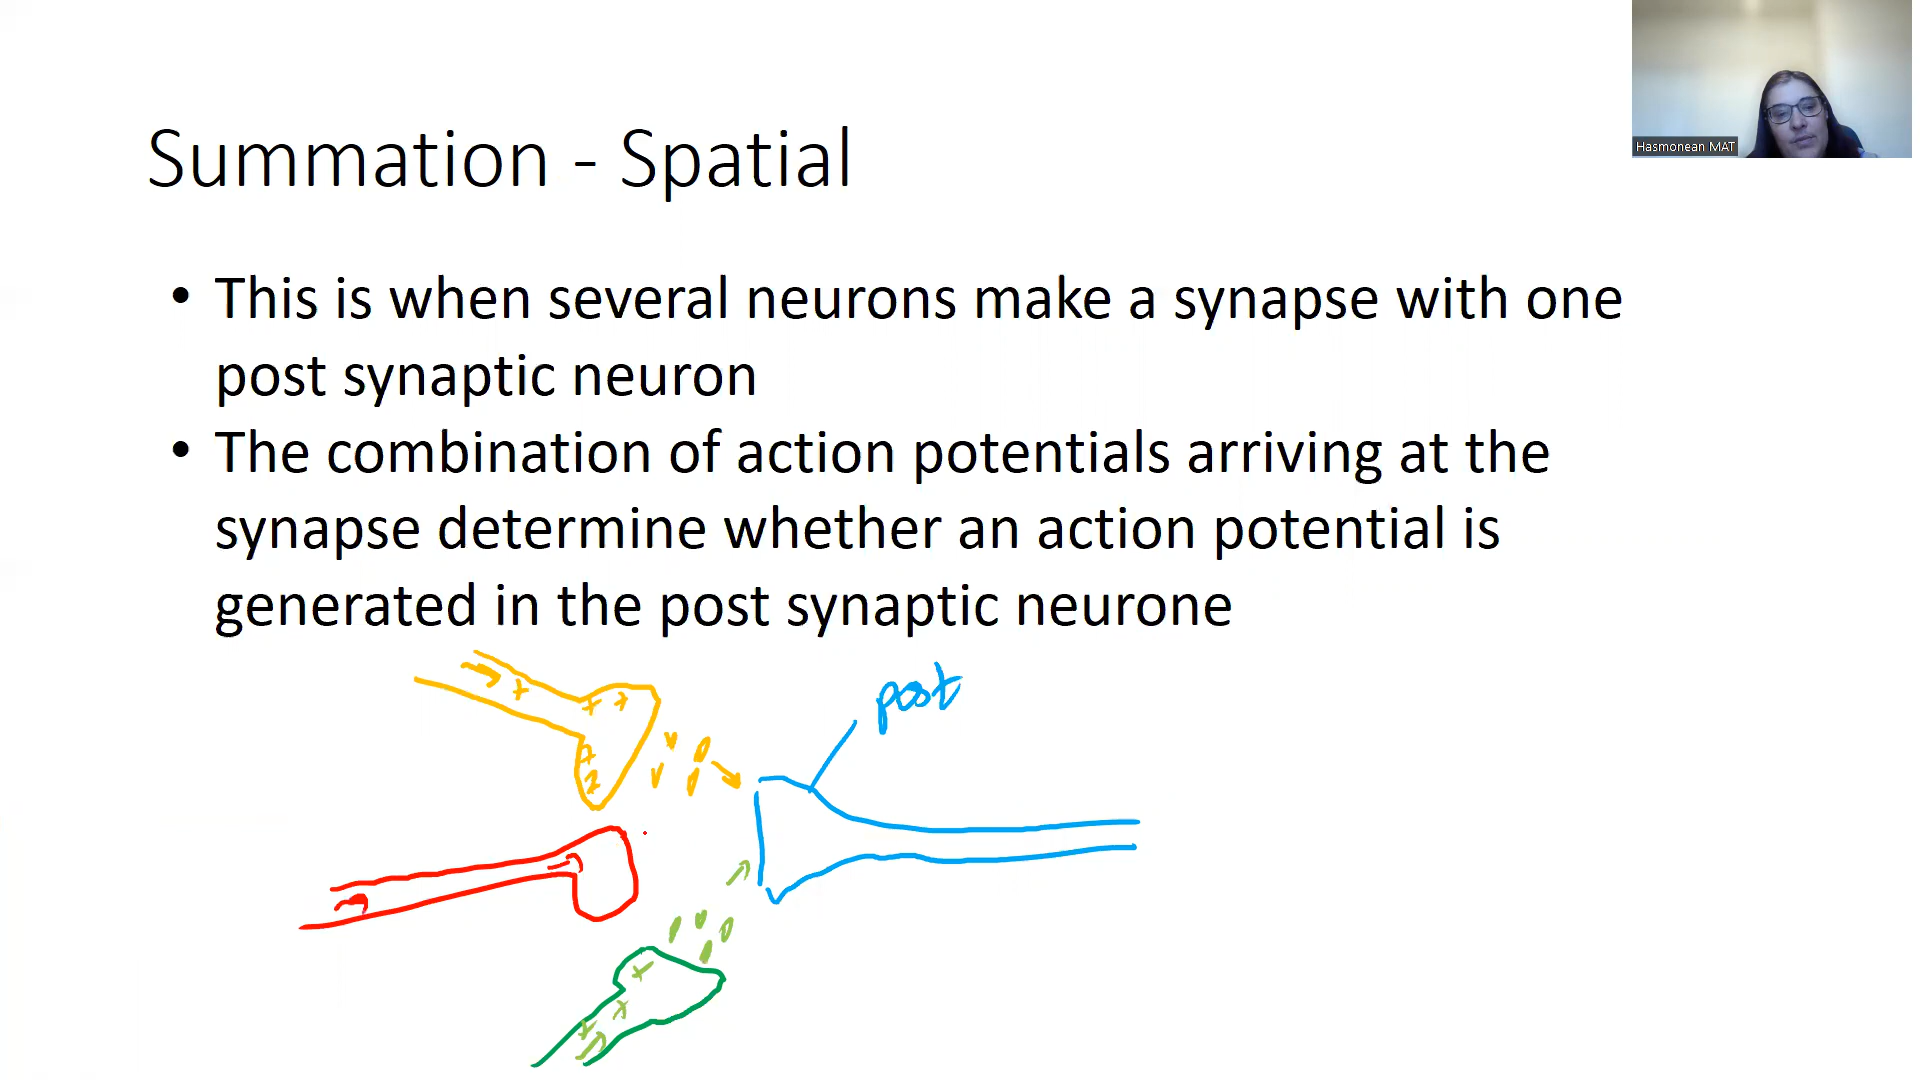 Hasmonean MAT
Summation - Spatial
• This is when several neurons make a synapse with one
post synaptic neuron
• The combination of action potentials arriving at the
synapse determine whether an action potential is
generated in the post synaptic neurone
post